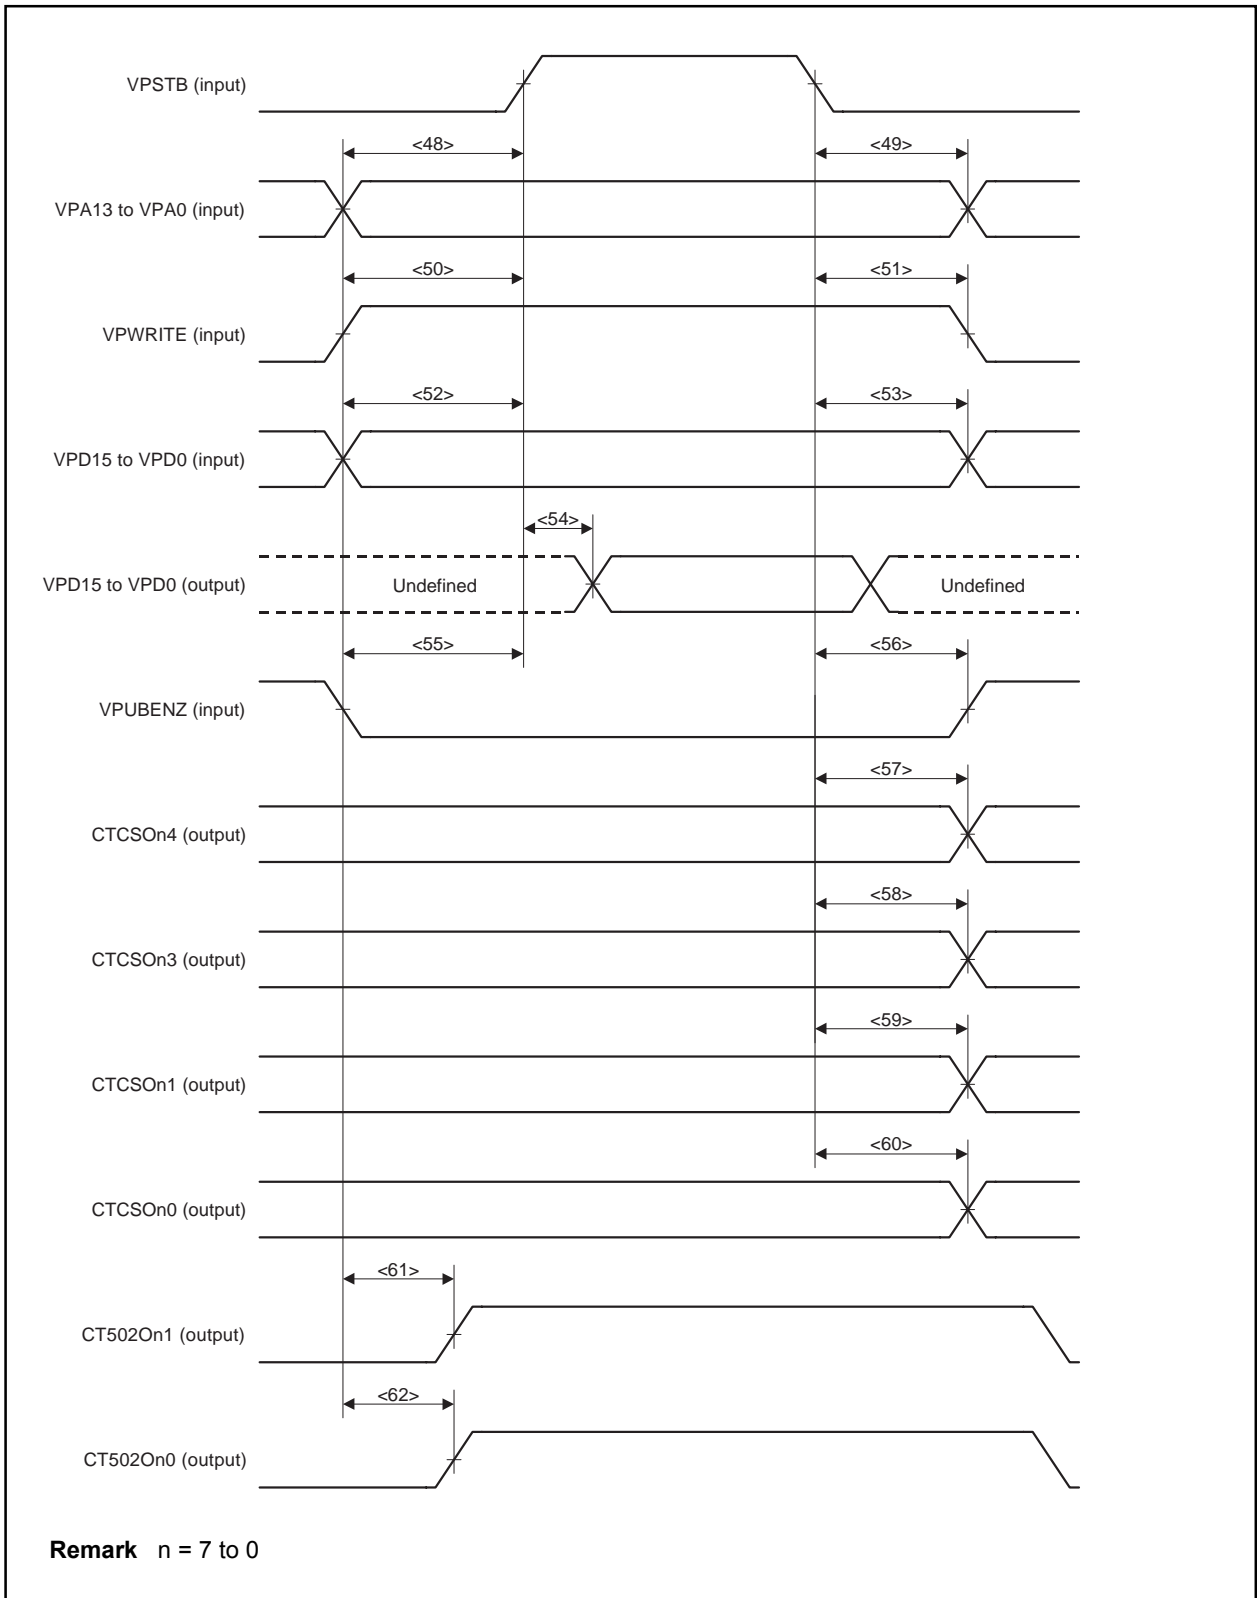 VPSTB (input)
<48> <49>
VPA13 to VPA0 (input)
<50> <51>
VPWRITE (input)
<52> <53>
VPD15 to VPD0 (input)
<54>
VPD15 to VPD0 (output) Undefined Undefined
<55> <56>
VPUBENZ (input)
<57>
CTCSOn4 (output)
<58>
CTCSOn3 (output)
<59>
CTCSOn1 (output)
<60>
CTCSOn0 (output)
<61>
CT502On1 (output)
<62>
CT502On0 (output)
Remark n = 7 to 0